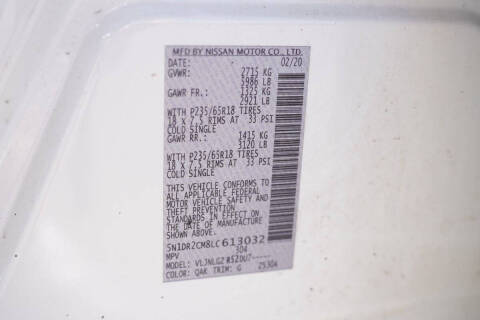 MFD BY NISSAN MOTOR CO., LTD.
DATE: 02/20
GVWR: 2715 KG
5986 LB
GAWR FR.: 1325 KG
2921 LB
WITH P235/65R18 TIRES
18 X 7.5 RIMS AT 33 PSI
COLD SINGLE
GAWR RR.: 1415 KG
3120 LB
WITH P235/65R18 TIRES
18 X 7.5 RIMS AT 33 PSI
COLD SINGLE
THIS VEHICLE CONFORMS TO
ALL APPLICABLE FEDERAL
MOTOR VEHICLE SAFETY AND
THEFT PREVENTION
STANDARDS IN EFFECT ON
THE DATE OF MANUFACTURE
SHOWN ABOVE.
5N1DR2CM8LC613032
MPV 304
MODEL:
COLOR: QAK TRIM: G 25304